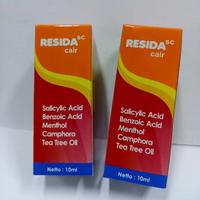 RESIDA SC
cair
Salicylic Acid
Benzoic Acid
Menthol
Camphora
Tea Tree Oil
Netto : 10ml
RESIDA SC
cair
Salicylic Acid
Benzoic Acid
Menthol
Camphora
Tea Tree Oil
Netto : 10ml